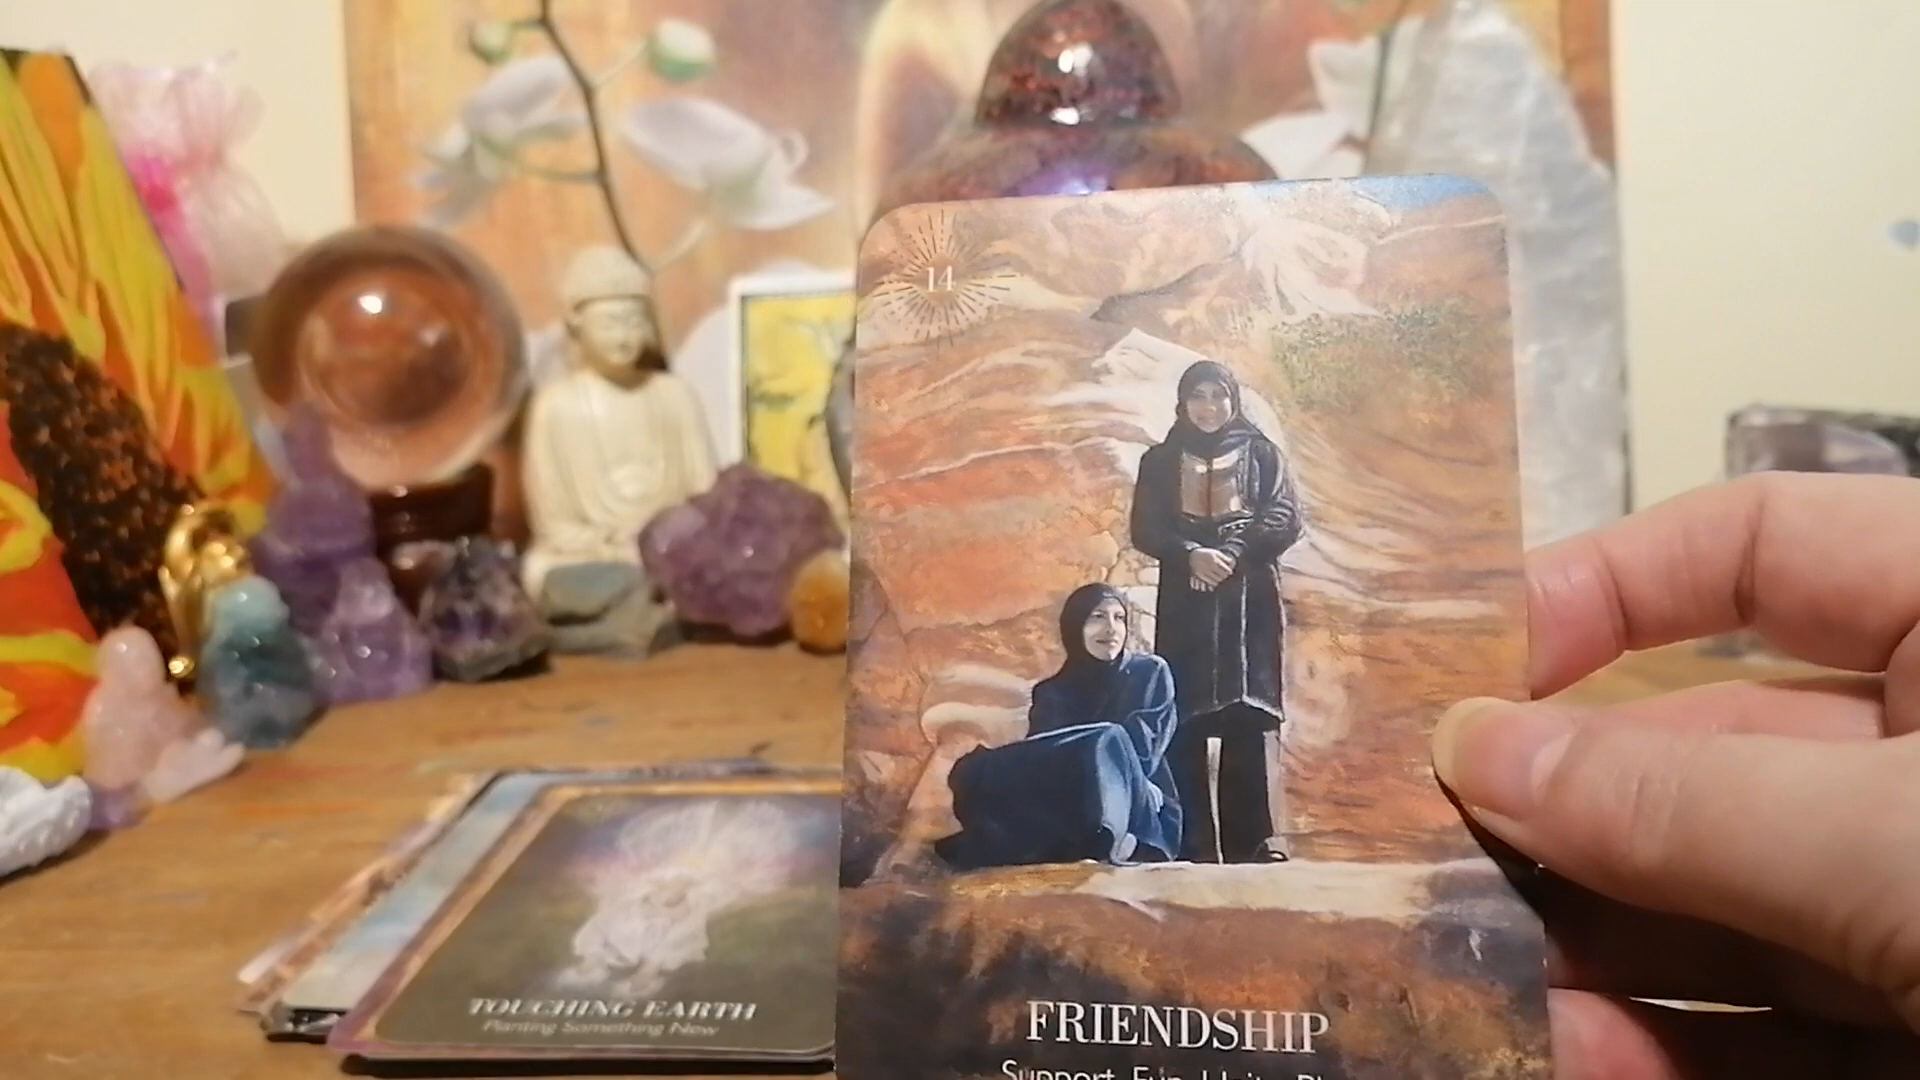 14
FRIENDSHIP
Support, Fun, Unity,
TOUCHING EARTH
Planting Something New